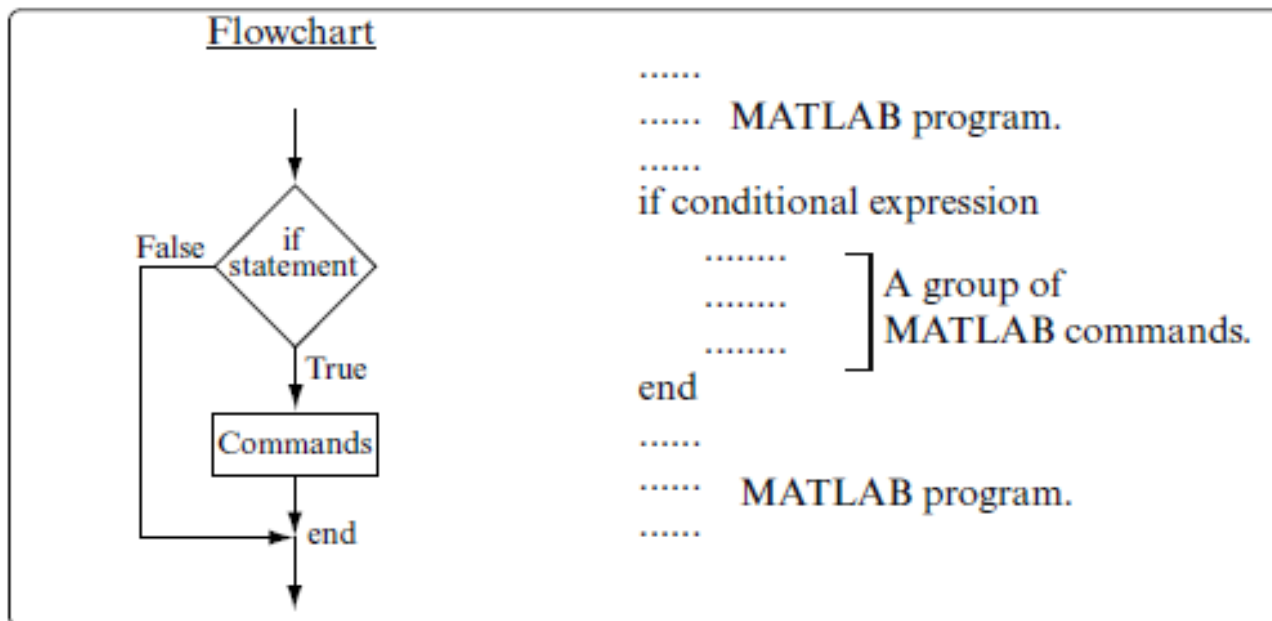 Flowchart
False
if
statement
True
Commands
end
......
...... MATLAB program.
......
if conditional expression
........
........
........
A group of
MATLAB commands.
end
......
...... MATLAB program.
......